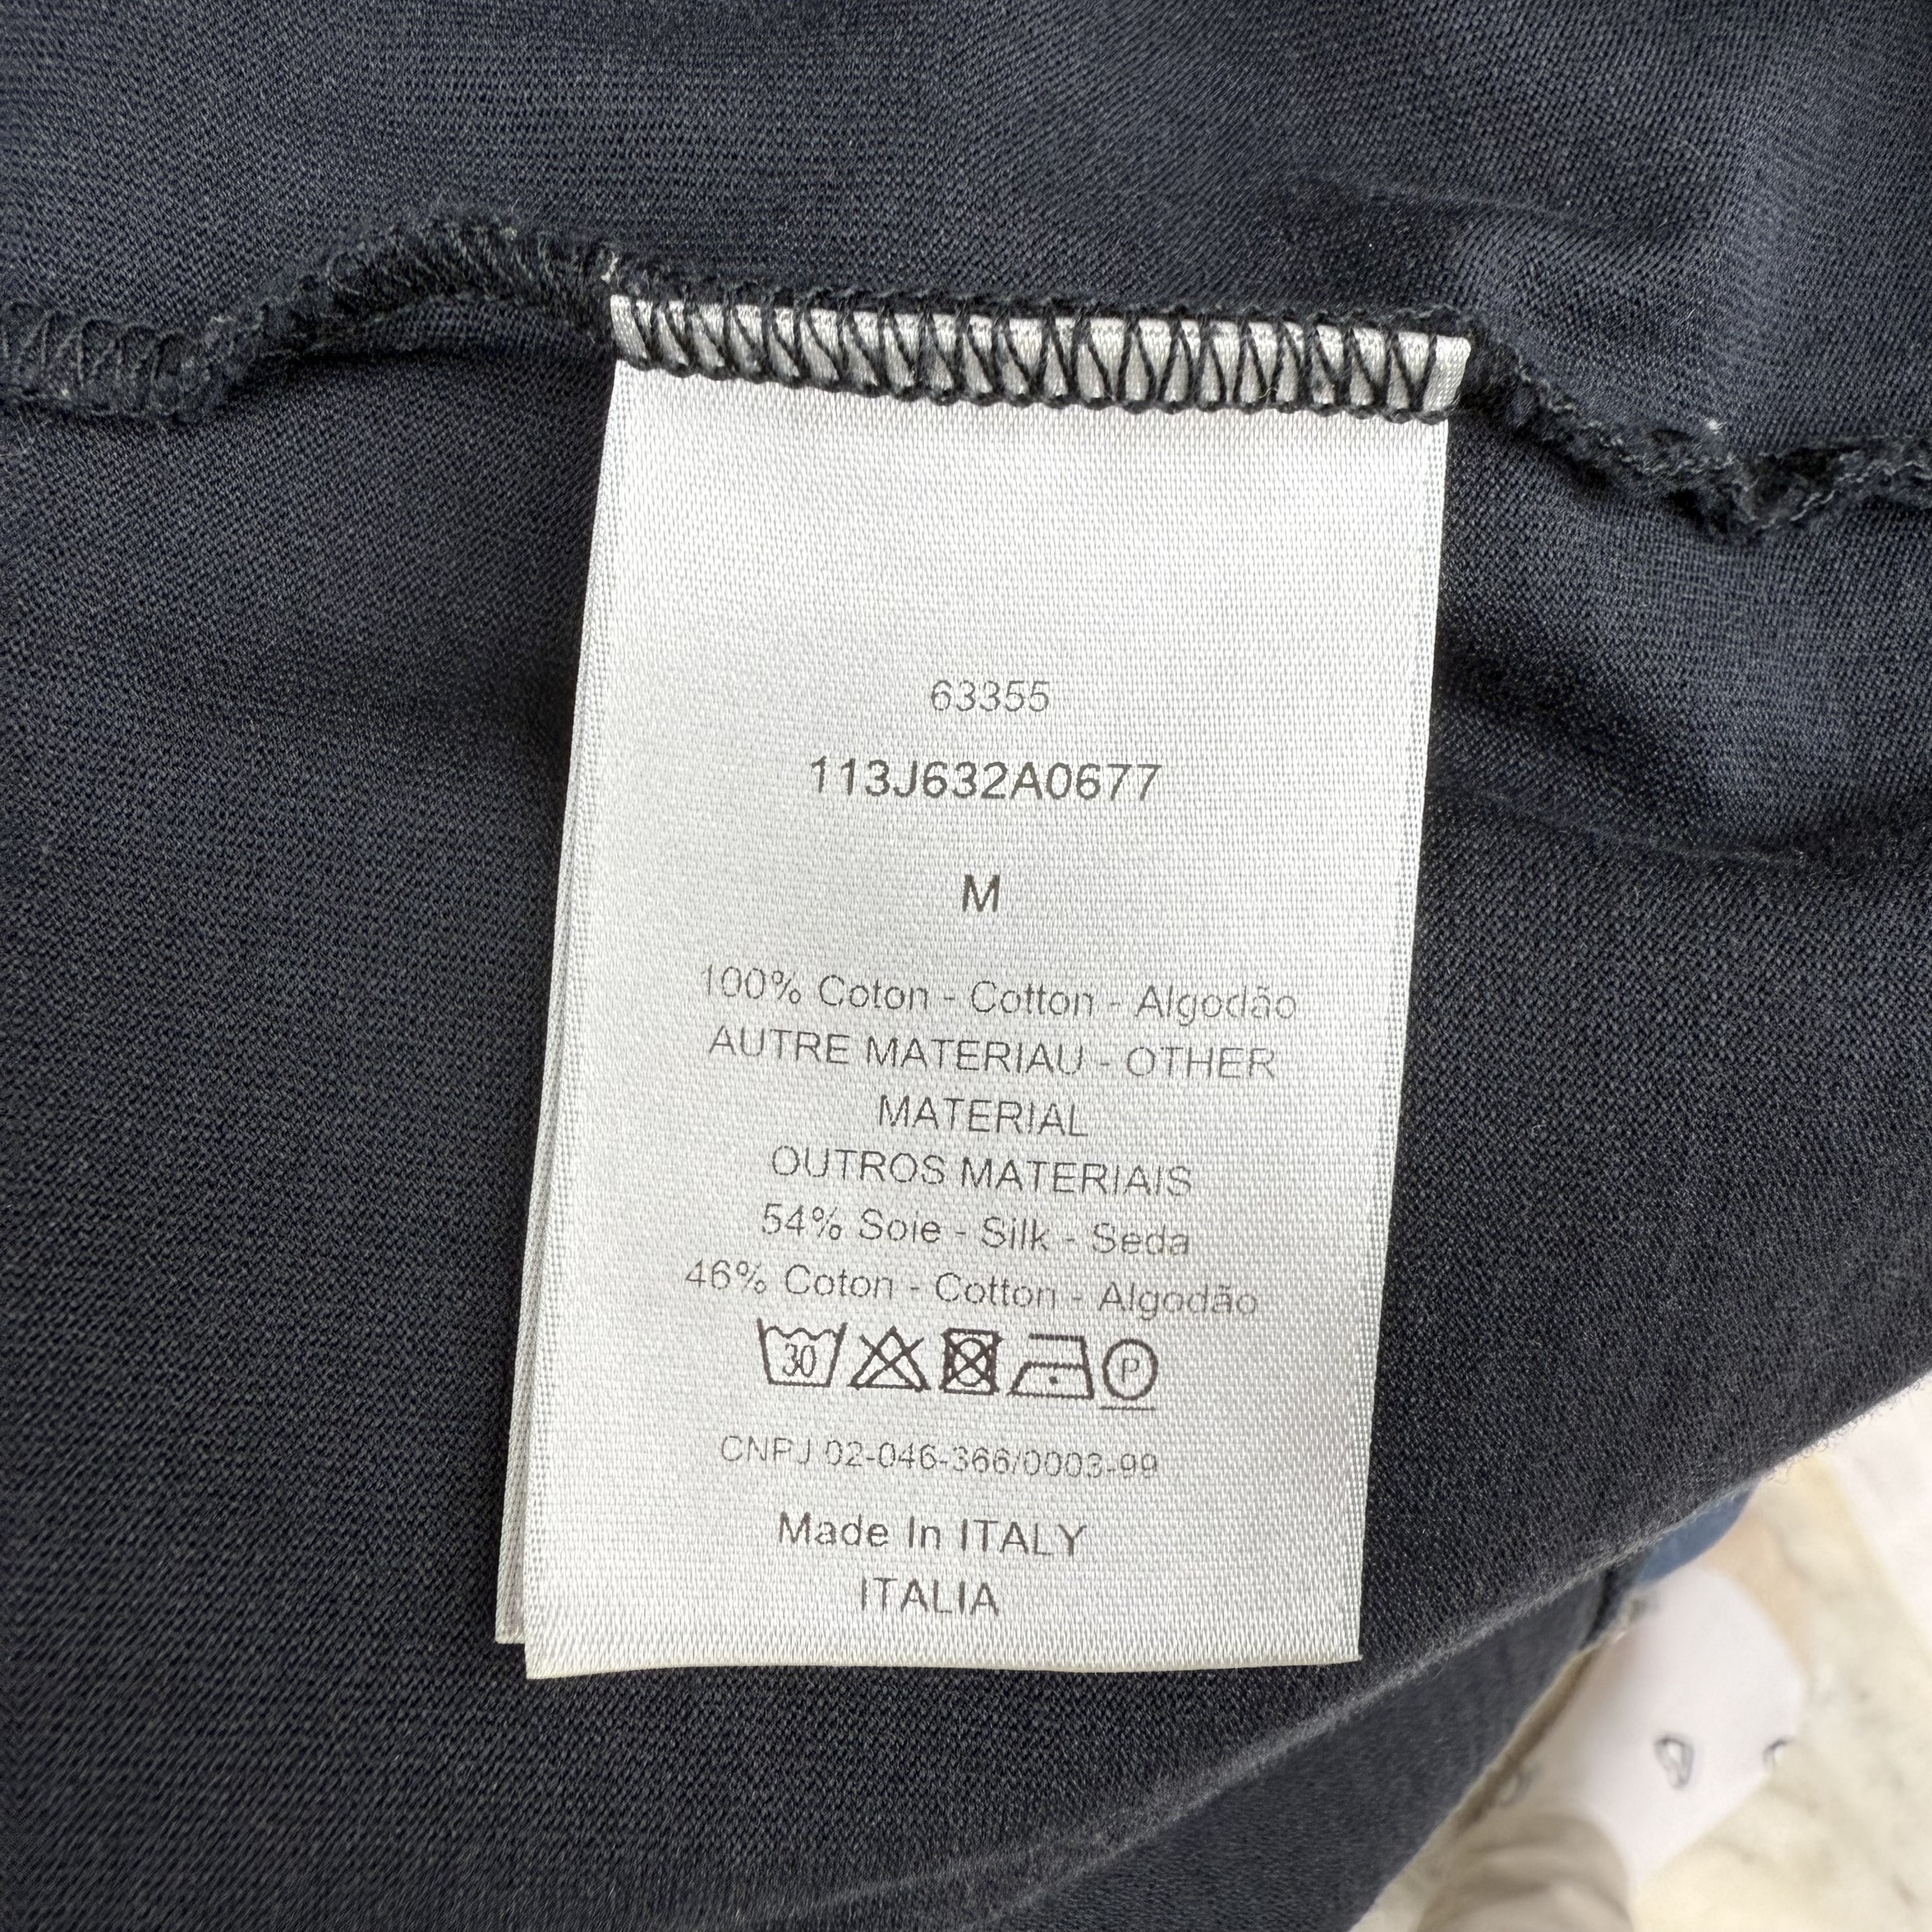 63355
113J632A0677
M
100% Coton - Cotton - Algodão
AUTRE MATERIAU - OTHER
MATERIAL
OUTROS MATERIAIS
54% Soie - Silk - Seda
46% Coton - Cotton - Algodão
30 P
CNPJ 02-046-366/0003-99
Made In ITALY
ITALIA